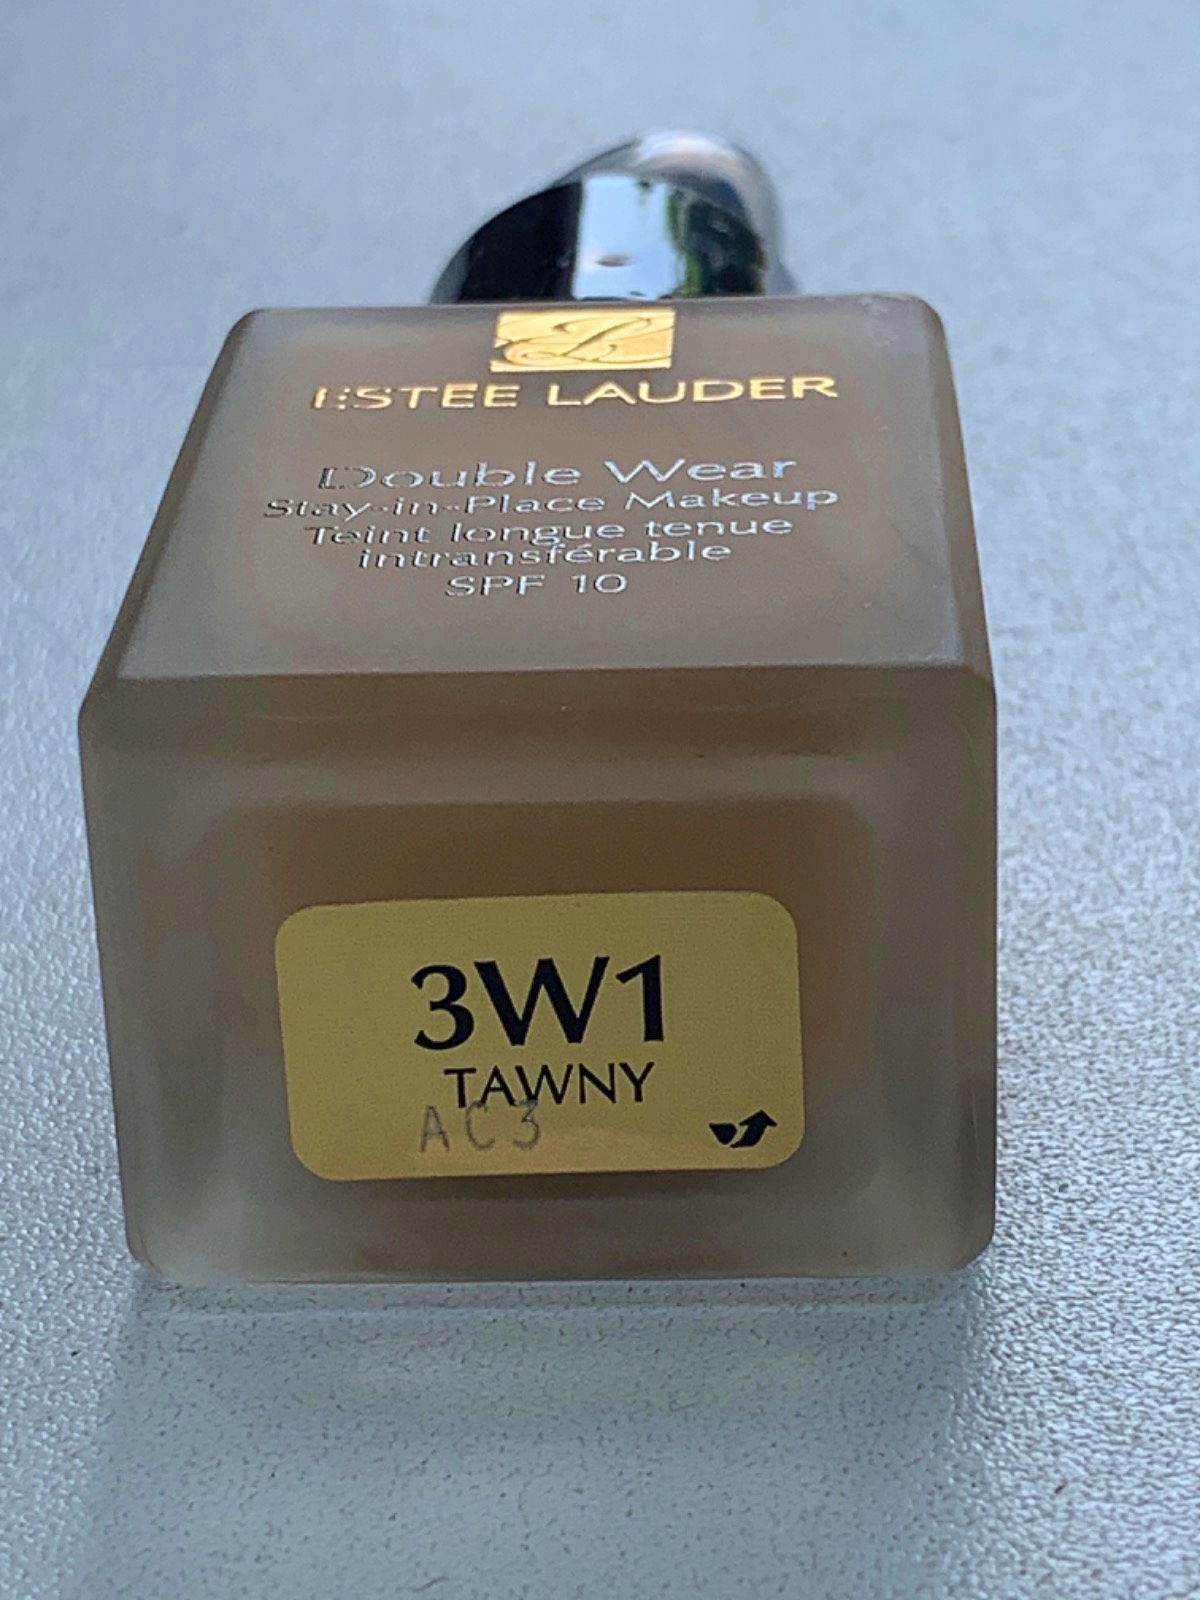 ESTEE LAUDER
Double Wear
Stay-in-Place Makeup
Teint longue tenue
intransférable
SPF 10
3W1
TAWNY
AC3